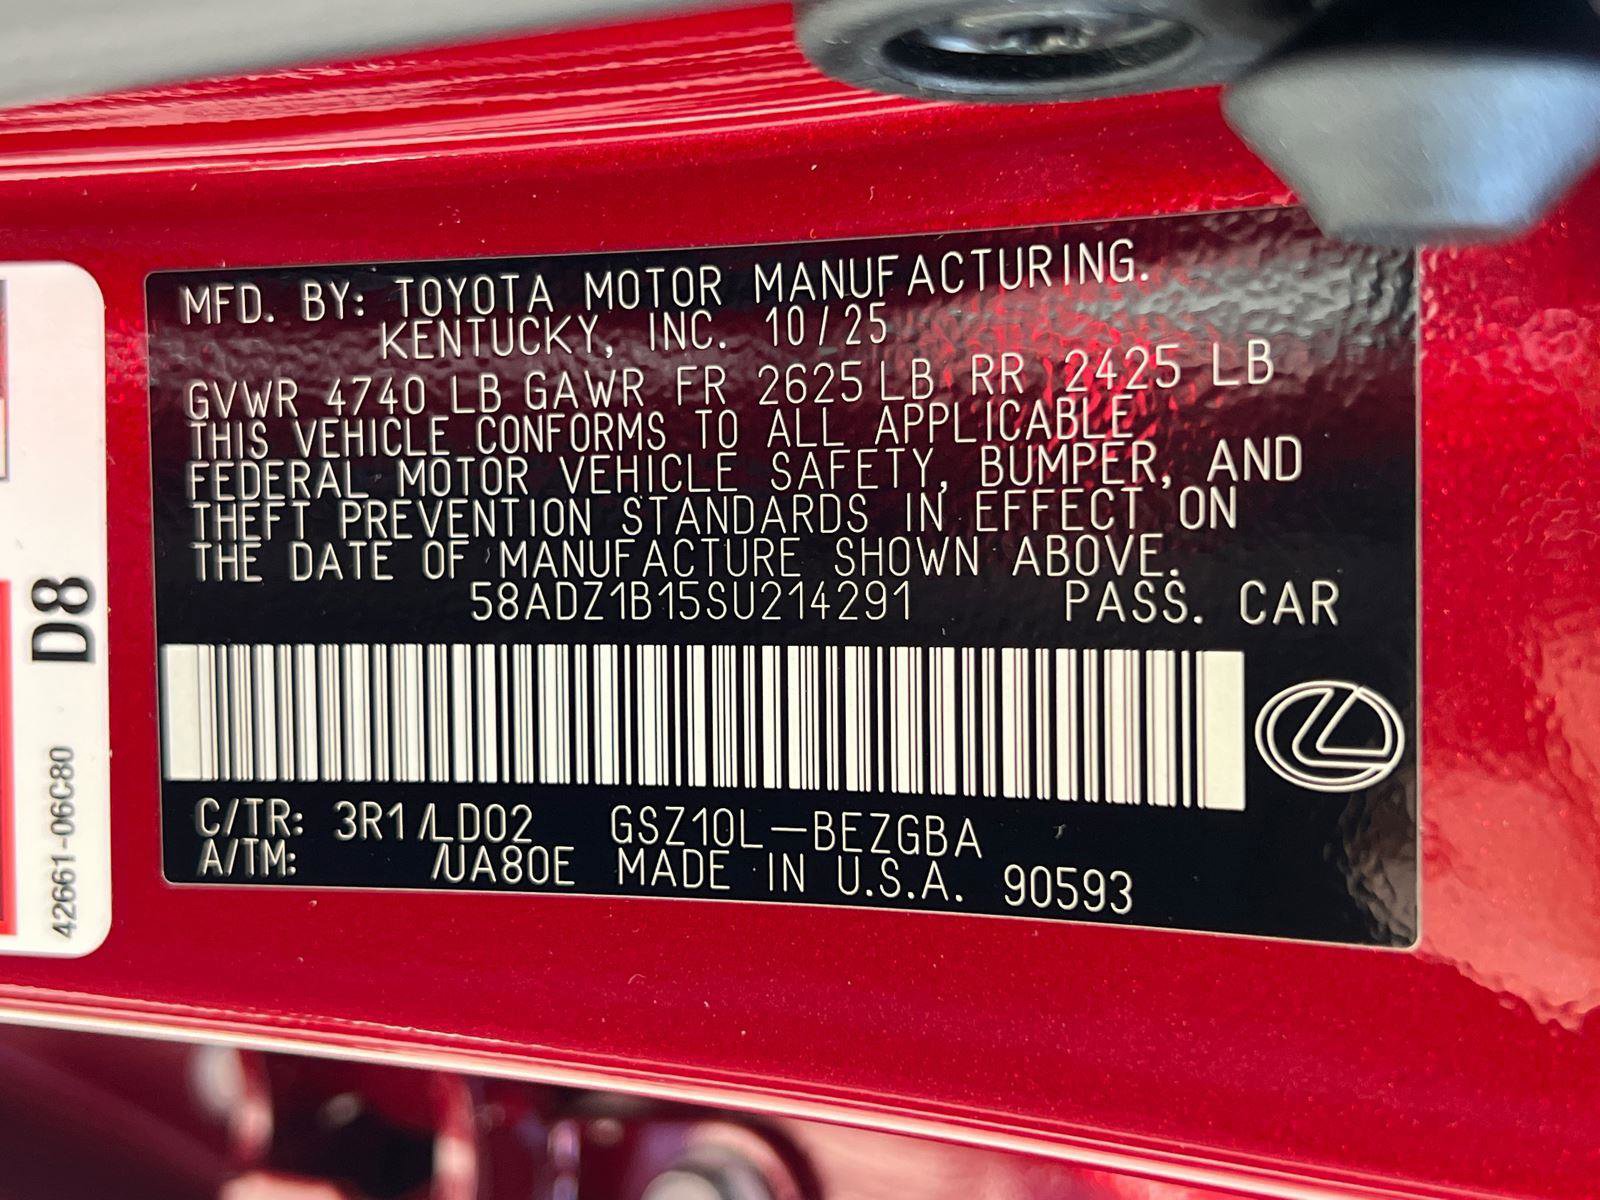 MFD. BY: TOYOTA MOTOR MANUFACTURING.
KENTUCKY, INC. 10/25
GVWR 4740 LB GAWR FR 2625 LB RR 2425 LB
THIS VEHICLE CONFORMS TO ALL APPLICABLE
FEDERAL MOTOR VEHICLE SAFETY, BUMPER, AND
THEFT PREVENTION STANDARDS IN EFFECT ON
THE DATE OF MANUFACTURE SHOWN ABOVE.
58ADZ1B15SU214291 PASS. CAR
C/TR: 3R1/LD02 GSZ10L-BEZGBA
A/TM: /UA80E MADE IN U.S.A. 90593
D8
42661-06C80